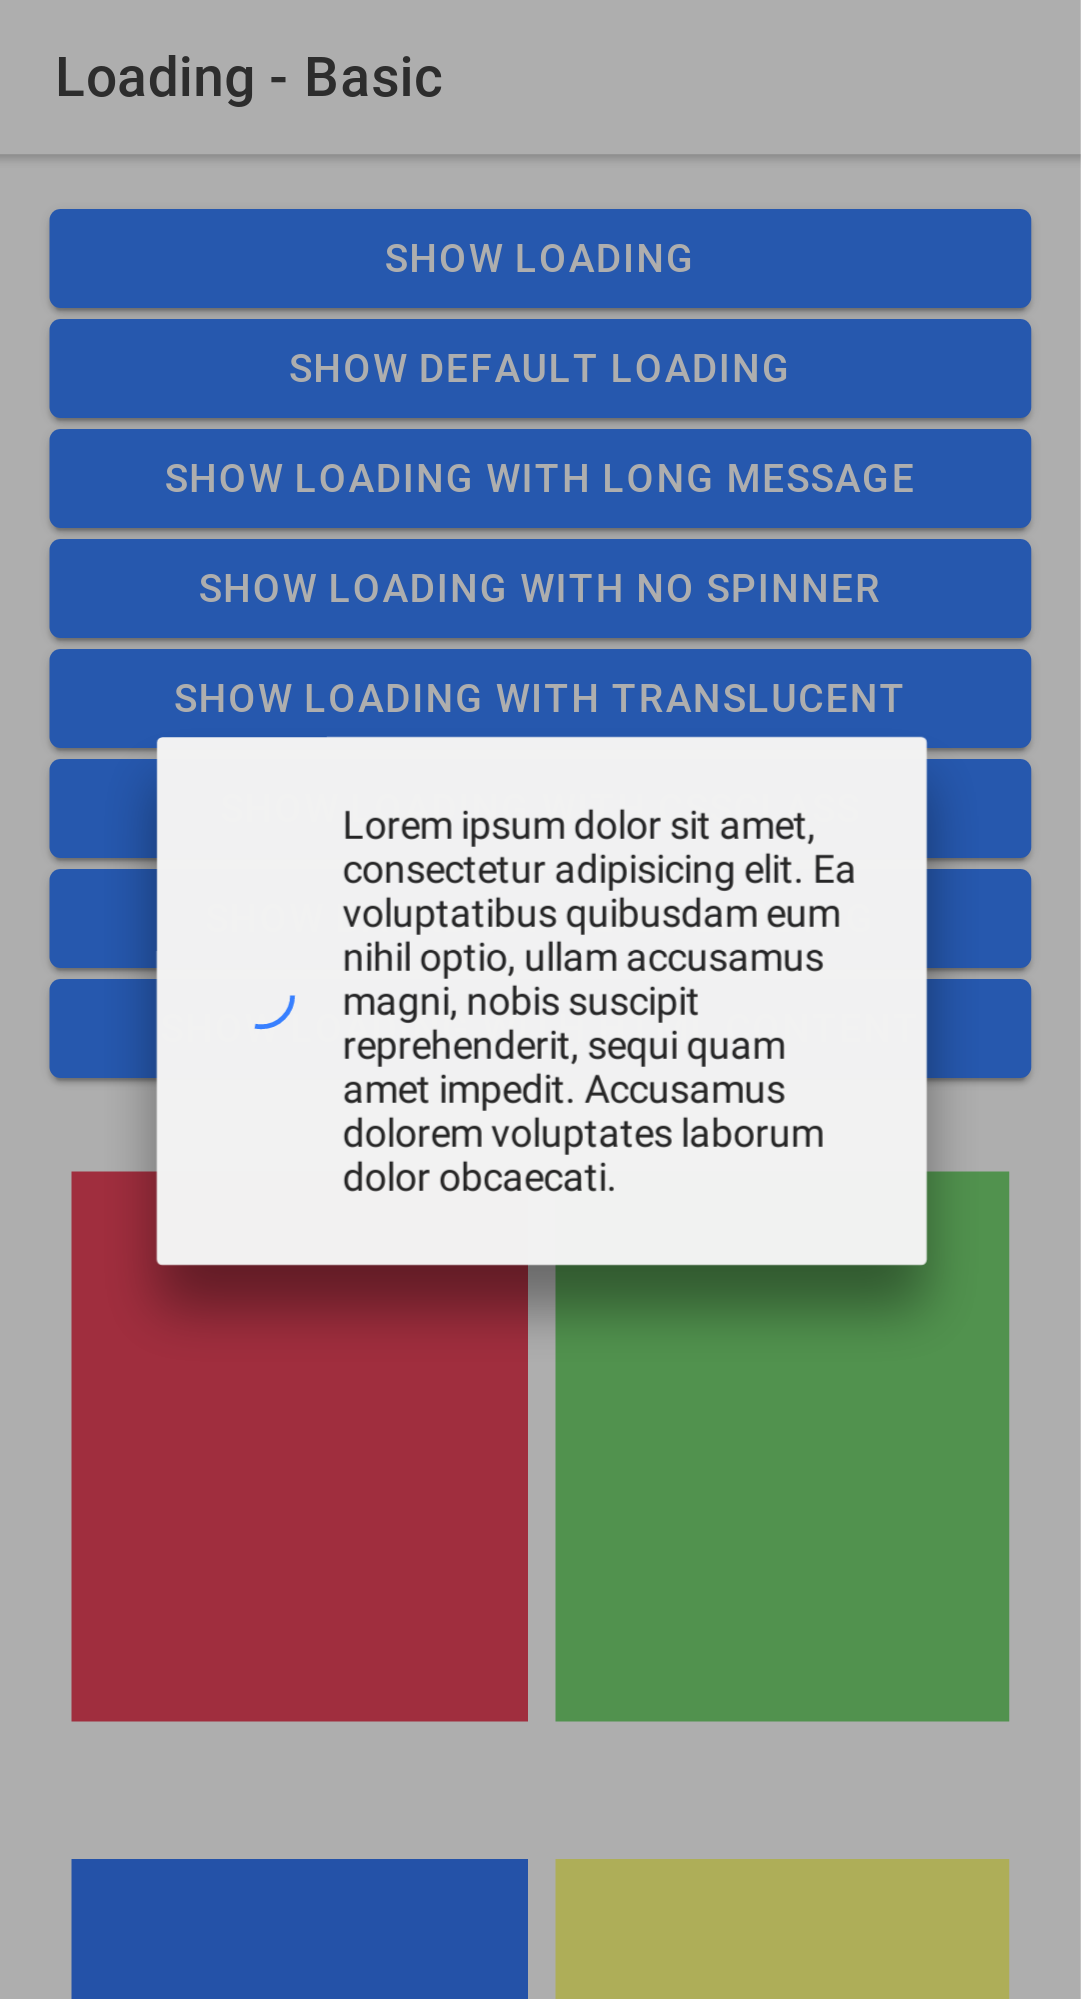 Loading - Basic
SHOW LOADING
SHOW DEFAULT LOADING
SHOW LOADING WITH LONG MESSAGE
SHOW LOADING WITH NO SPINNER
SHOW LOADING WITH TRANSLUCENT
Lorem ipsum dolor sit amet,
consectetur adipisicing elit. Ea
voluptatibus quibusdam eum
nihil optio, ullam accusamus
magni, nobis suscipit
reprehenderit, sequi quam
amet impedit. Accusamus
dolorem voluptates laborum
dolor obcaecati.